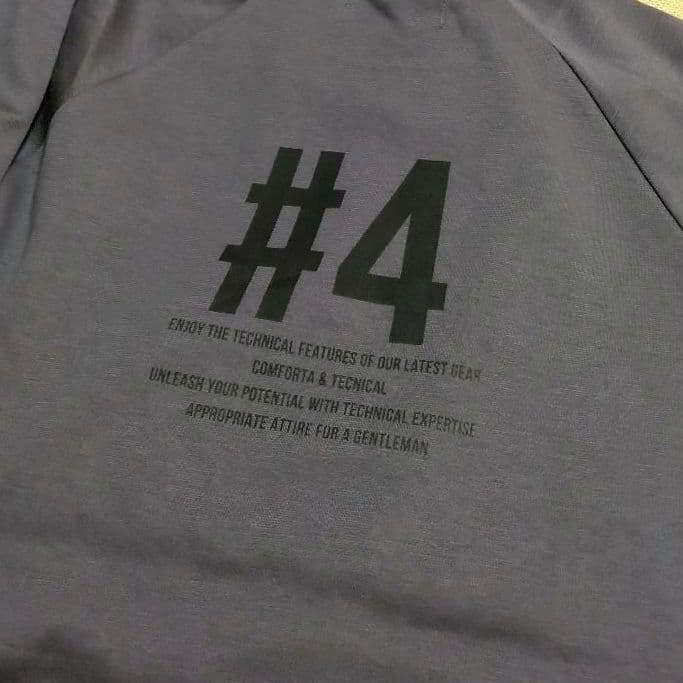 #4
ENJOY THE TECHNICAL FEATURES OF OUR LATEST GEAR
COMFORTA & TECNICAL
UNLEASH YOUR POTENTIAL WITH TECHNICAL EXPERTISE
APPROPRIATE ATTIRE FOR A GENTLEMAN